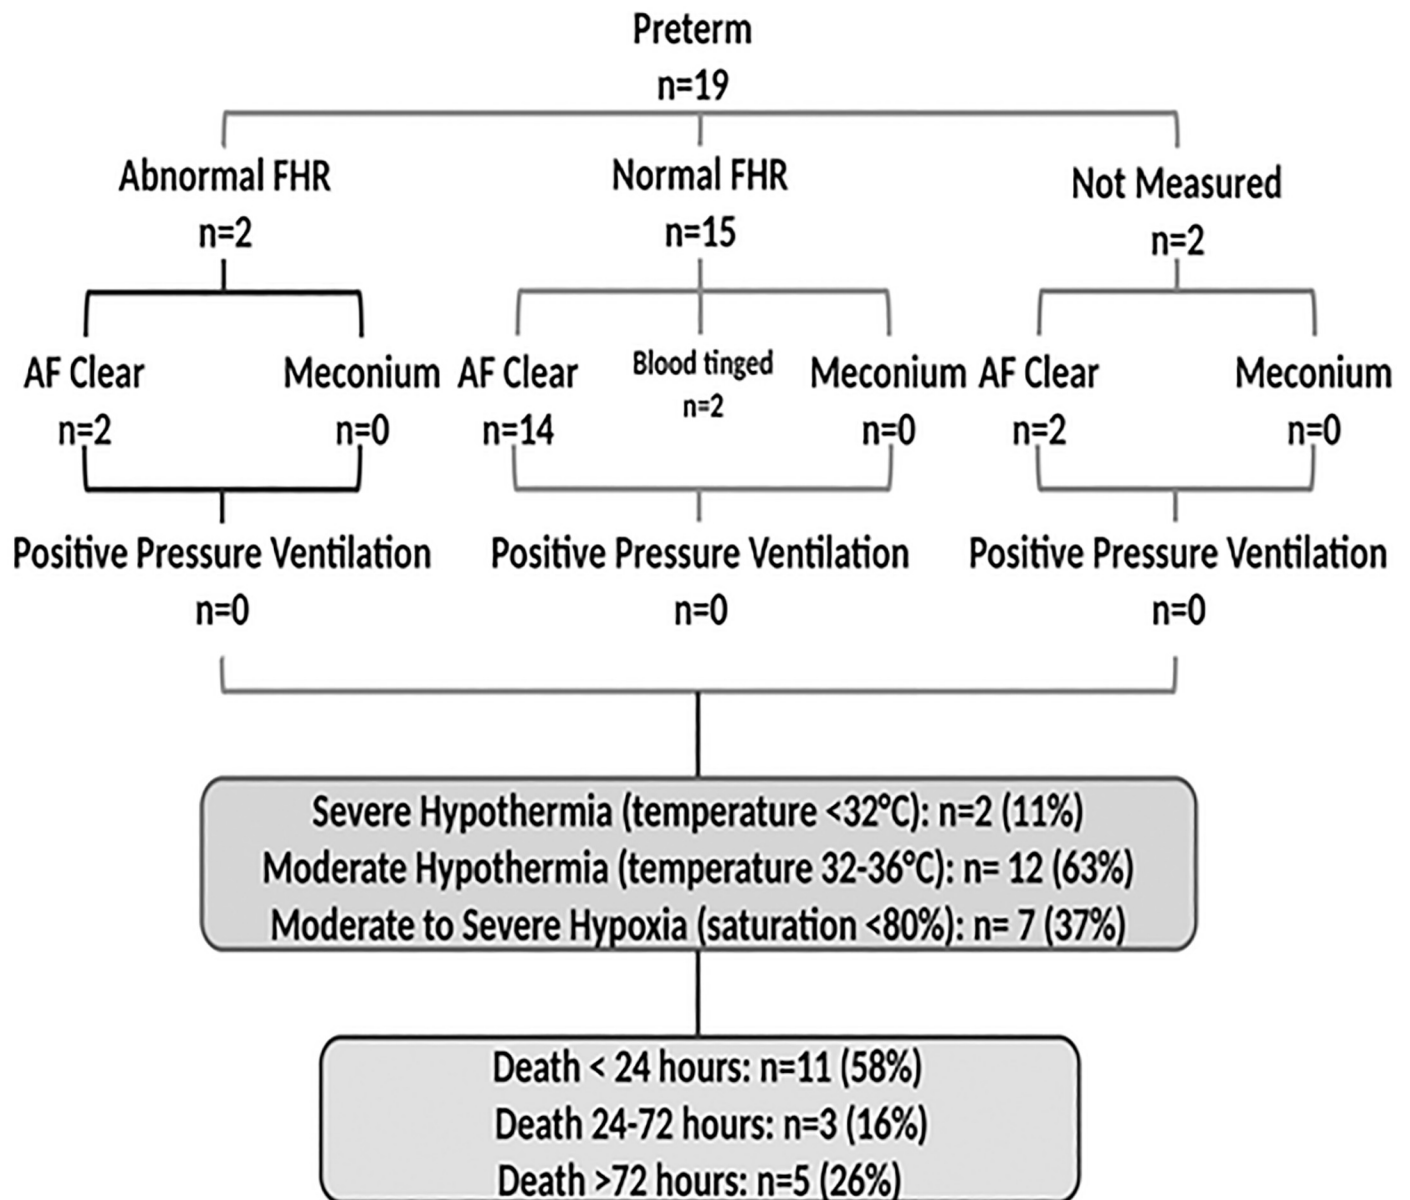 Preterm
n=19
Abnormal FHR
n=2
Normal FHR
n=15
Not Measured
n=2
AF Clear
n=2
Meconium
n=0
AF Clear
n=14
Blood tinged
n=2
Meconium
n=0
AF Clear
n=2
Meconium
n=0
Positive Pressure Ventilation
n=0
Positive Pressure Ventilation
n=0
Positive Pressure Ventilation
n=0
Severe Hypothermia (temperature <32°C): n=2 (11%)
Moderate Hypothermia (temperature 32-36°C): n= 12 (63%)
Moderate to Severe Hypoxia (saturation <80%): n= 7 (37%)
Death < 24 hours: n=11 (58%)
Death 24-72 hours: n=3 (16%)
Death >72 hours: n=5 (26%)